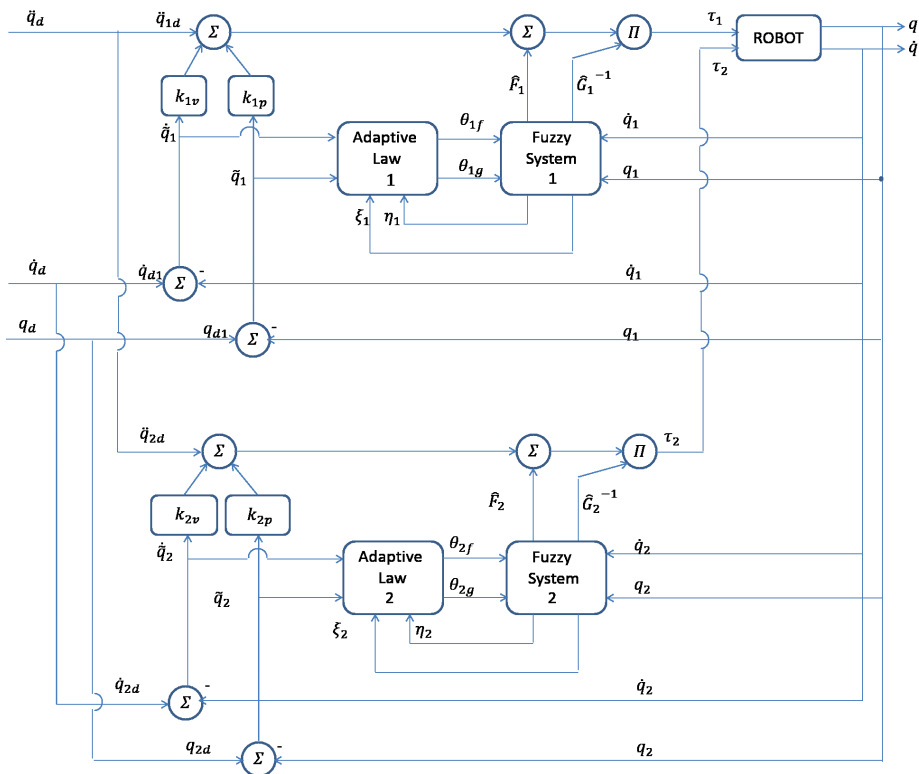 q̈_d q̈_1d Σ Σ Π τ_1 ROBOT q
q̇
τ_2
k_1v k_1p F̂_1 Ĝ_1^-1
q̃̇_1 θ_1f q̇_1
Adaptive Law 1
Fuzzy System 1
q̃_1 θ_1g q_1
ξ_1 η_1
q̇_d q̇_d1 Σ - q̇_1
q_d q_d1 Σ - q_1
q̈_2d Σ Σ Π τ_2
k_2v k_2p F̂_2 Ĝ_2^-1
q̃̇_2 θ_2f q̇_2
Adaptive Law 2
Fuzzy System 2
q̃_2 θ_2g q_2
ξ_2 η_2
q̇_2d Σ - q̇_2
q_2d Σ - q_2